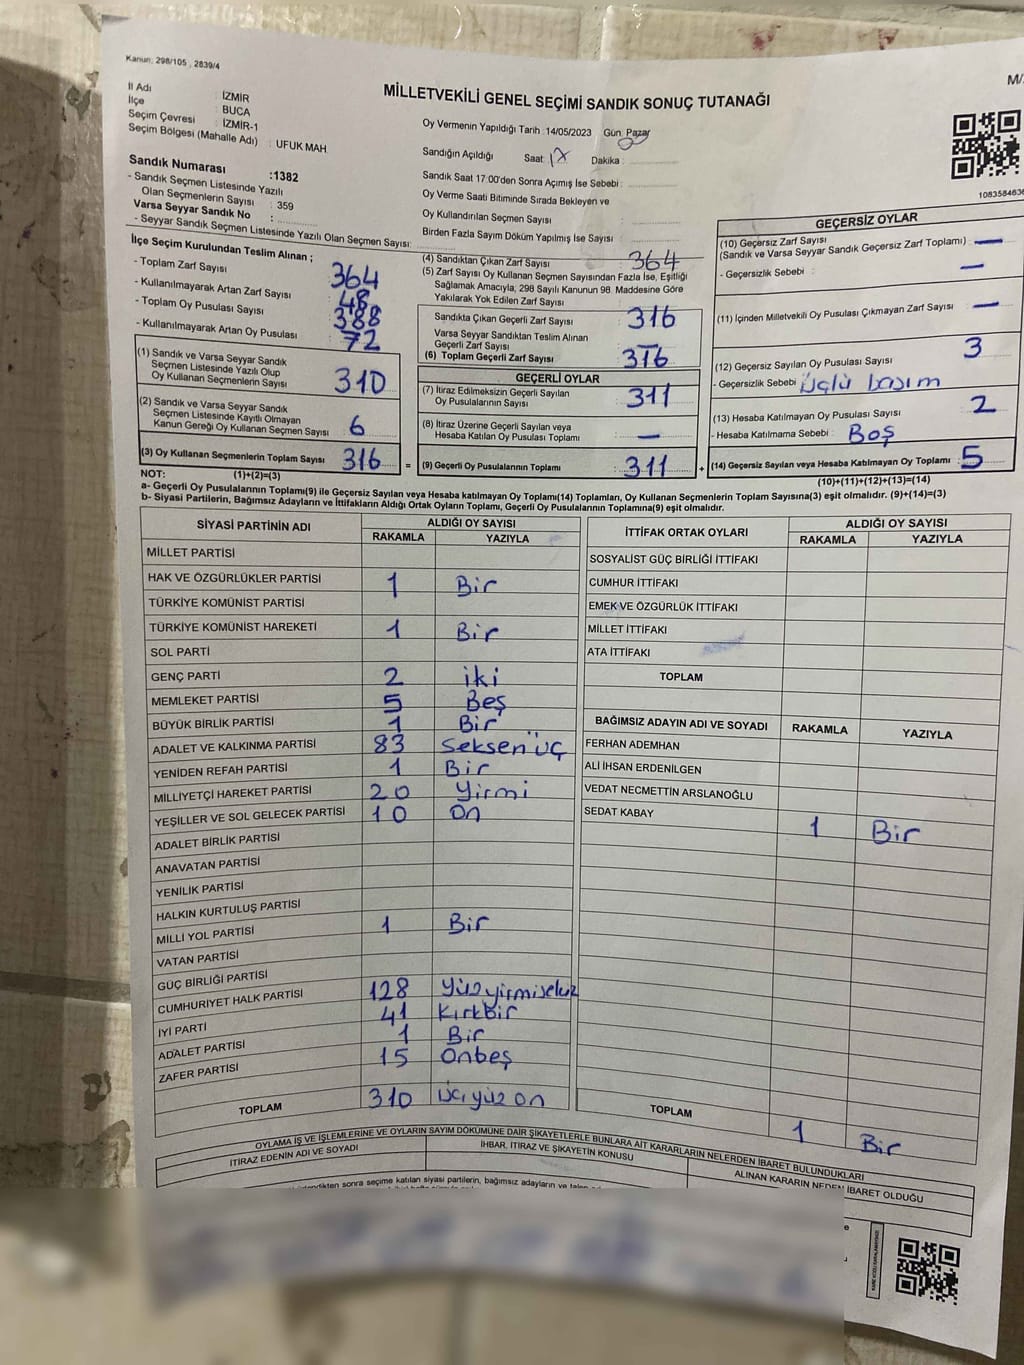 Kanun: 298/105 , 2839/4
M/
MİLLETVEKİLİ GENEL SEÇİMİ SANDIK SONUÇ TUTANAĞI
İl Adı : İZMİR
İlçe : BUCA
Seçim Çevresi : İZMİR-1
Seçim Bölgesi (Mahalle Adı) : UFUK MAH
Sandık Numarası :1382
- Sandık Seçmen Listesinde Yazılı
Olan Seçmenlerin Sayısı : 359
Varsa Seyyar Sandık No :
- Seyyar Sandık Seçmen Listesinde Yazılı Olan Seçmen Sayısı:
Oy Vermenin Yapıldığı Tarih :14/05/2023 Gün: Pazar
Sandığın Açıldığı Saat: 17 Dakika :
Sandık Saat 17:00'den Sonra Açımış İse Sebebi :
Oy Verme Saati Bitiminde Sırada Bekleyen ve
Oy Kullandırılan Seçmen Sayısı
Birden Fazla Sayım Döküm Yapılmış İse Sayısı :
İlçe Seçim Kurulundan Teslim Alınan ;
- Toplam Zarf Sayısı 364
- Kullanılmayarak Artan Zarf Sayısı 48
- Toplam Oy Pusulası Sayısı 388
- Kullanılmayarak Artan Oy Pusulası 72
(1) Sandık ve Varsa Seyyar Sandık
Seçmen Listesinde Yazılı Olup
Oy Kullanan Seçmenlerin Sayısı 310
(2) Sandık ve Varsa Seyyar Sandık
Seçmen Listesinde Kayıtlı Olmayan
Kanun Gereği Oy Kullanan Seçmen Sayısı 6
(3) Oy Kullanan Seçmenlerin Toplam Sayısı 316 =
(4) Sandıktan Çıkan Zarf Sayısı : 364
(5) Zarf Sayısı Oy Kullanan Seçmen Sayısından Fazla İse, Eşitliği
Sağlamak Amacıyla, 298 Sayılı Kanunun 98. Maddesine Göre
Yakılarak Yok Edilen Zarf Sayısı :
Sandıkta Çıkan Geçerli Zarf Sayısı 316
Varsa Seyyar Sandıktan Teslim Alınan
Geçerli Zarf Sayısı —
(6) Toplam Geçerli Zarf Sayısı 316
GEÇERLİ OYLAR
(7) İtiraz Edilmeksizin Geçerli Sayılan
Oy Pusulalarının Sayısı : 311
(8) İtiraz Üzerine Geçerli Sayılan veya
Hesaba Katılan Oy Pusulası Toplamı : —
(9) Geçerli Oy Pusulalarının Toplamı : 311 +
10835846
GEÇERSİZ OYLAR
(10) Geçersiz Zarf Sayısı
(Sandık ve Varsa Seyyar Sandık Geçersiz Zarf Toplamı) : —
- Geçersizlik Sebebi : —
(11) İçinden Milletvekili Oy Pusulası Çıkmayan Zarf Sayısı : —
(12) Geçersiz Sayılan Oy Pusulası Sayısı : 3
- Geçersizlik Sebebi : üçlü basım
(13) Hesaba Katılmayan Oy Pusulası Sayısı : 2
- Hesaba Katılmama Sebebi : Boş
(14) Geçersiz Sayılan veya Hesaba Katılmayan Oy Toplamı : 5
NOT: (1)+(2)=(3)
(10)+(11)+(12)+(13)=(14)
a- Geçerli Oy Pusulalarının Toplamı(9) ile Geçersiz Sayılan veya Hesaba katılmayan Oy Toplamı(14) Toplamları, Oy Kullanan Seçmenlerin Toplam Sayısına(3) eşit olmalıdır. (9)+(14)=(3)
b- Siyasi Partilerin, Bağımsız Adayların ve İttifakların Aldığı Ortak Oyların Toplamı, Geçerli Oy Pusulalarının Toplamına(9) eşit olmalıdır.
SİYASİ PARTİNİN ADI ALDIĞI OY SAYISI
RAKAMLA YAZIYLA
MİLLET PARTİSİ
HAK VE ÖZGÜRLÜKLER PARTİSİ 1 Bir
TÜRKİYE KOMÜNİST PARTİSİ
TÜRKİYE KOMÜNİST HAREKETİ 1 Bir
SOL PARTİ
GENÇ PARTİ 2 iki
MEMLEKET PARTİSİ 5 Beş
BÜYÜK BİRLİK PARTİSİ 1 Bir
ADALET VE KALKINMA PARTİSİ 83 Seksen üç
YENİDEN REFAH PARTİSİ 1 Bir
MİLLİYETÇİ HAREKET PARTİSİ 20 Yirmi
YEŞİLLER VE SOL GELECEK PARTİSİ 10 On
ADALET BİRLİK PARTİSİ
ANAVATAN PARTİSİ
YENİLİK PARTİSİ
HALKIN KURTULUŞ PARTİSİ
MİLLİ YOL PARTİSİ 1 Bir
VATAN PARTİSİ
GÜÇ BİRLİĞİ PARTİSİ
CUMHURİYET HALK PARTİSİ 128 Yüzyirmisekiz
İYİ PARTİ 41 Kırkbir
ADALET PARTİSİ 1 Bir
ZAFER PARTİSİ 15 Onbeş
TOPLAM 310 Üçyüz on
İTTİFAK ORTAK OYLARI ALDIĞI OY SAYISI
RAKAMLA YAZIYLA
SOSYALİST GÜÇ BİRLİĞİ İTTİFAKI
CUMHUR İTTİFAKI
EMEK VE ÖZGÜRLÜK İTTİFAKI
MİLLET İTTİFAKI
ATA İTTİFAKI
TOPLAM
BAĞIMSIZ ADAYIN ADI VE SOYADI RAKAMLA YAZIYLA
FERHAN ADEMHAN
ALİ İHSAN ERDENİLGEN
VEDAT NECMETTİN ARSLANOĞLU
SEDAT KABAY 1 Bir
TOPLAM 1 Bir
OYLAMA İŞ VE İŞLEMLERİNE VE OYLARIN SAYIM DÖKÜMÜNE DAİR ŞİKAYETLERLE BUNLARA AİT KARARLARIN NELERDEN İBARET BULUNDUKLARI
İTİRAZ EDENİN ADI VE SOYADI İHBAR, İTİRAZ VE ŞİKAYETİN KONUSU ALINAN KARARIN NEDEN İBARET OLDUĞU
sonra seçime katılan siyasi partilerin, bağımsız adayların ve